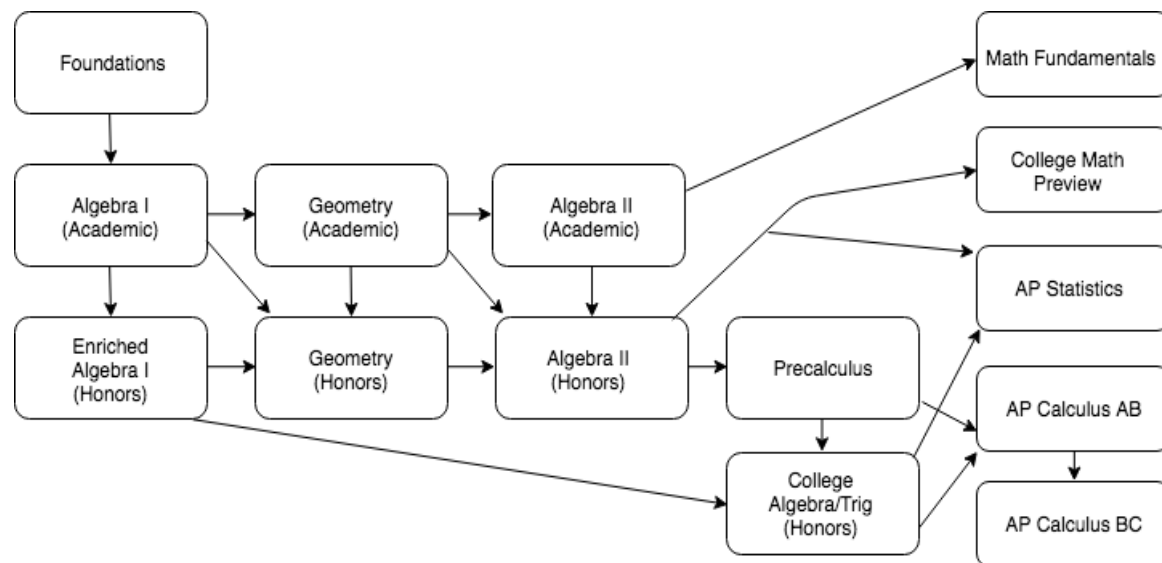 Foundations
Math Fundamentals
College Math
Preview
Algebra I
(Academic)
Geometry
(Academic)
Algebra II
(Academic)
AP Statistics
Enriched
Algebra I
(Honors)
Geometry
(Honors)
Algebra II
(Honors)
Precalculus
AP Calculus AB
College
Algebra/Trig
(Honors)
AP Calculus BC